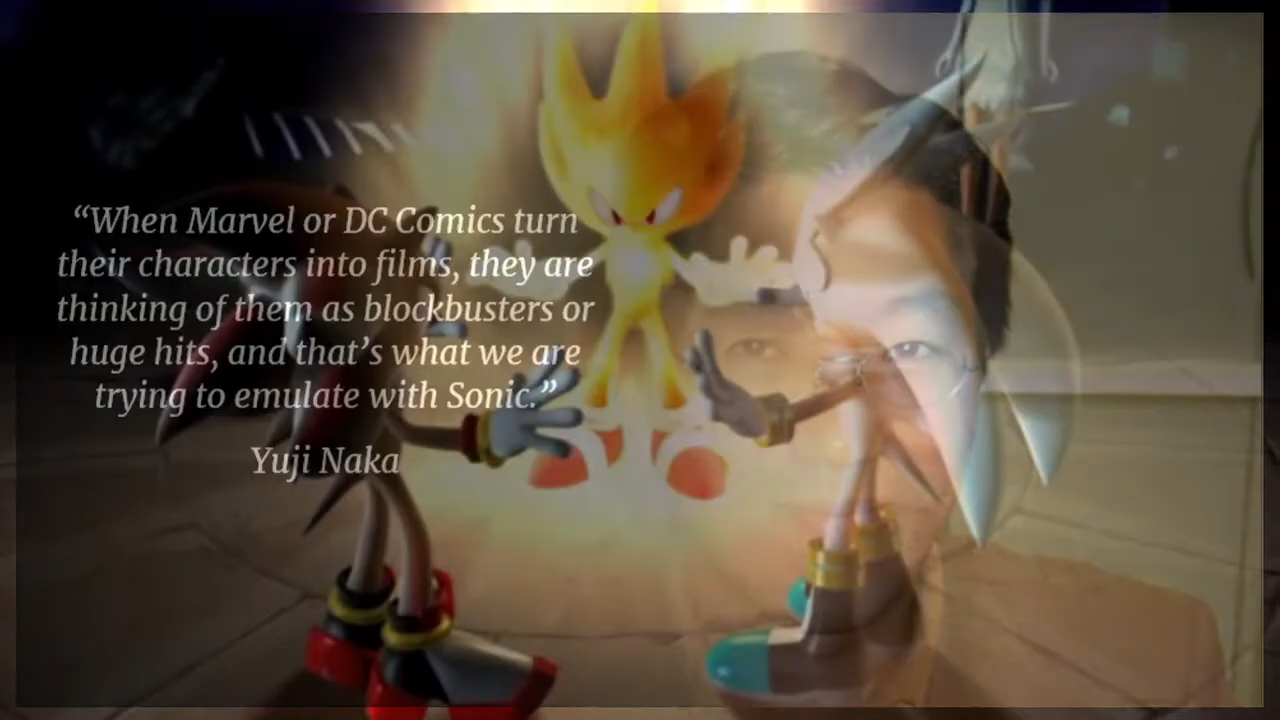 “When Marvel or DC Comics turn
their characters into films, they are
thinking of them as blockbusters or
huge hits, and that’s what we are
trying to emulate with Sonic.”
Yuji Naka